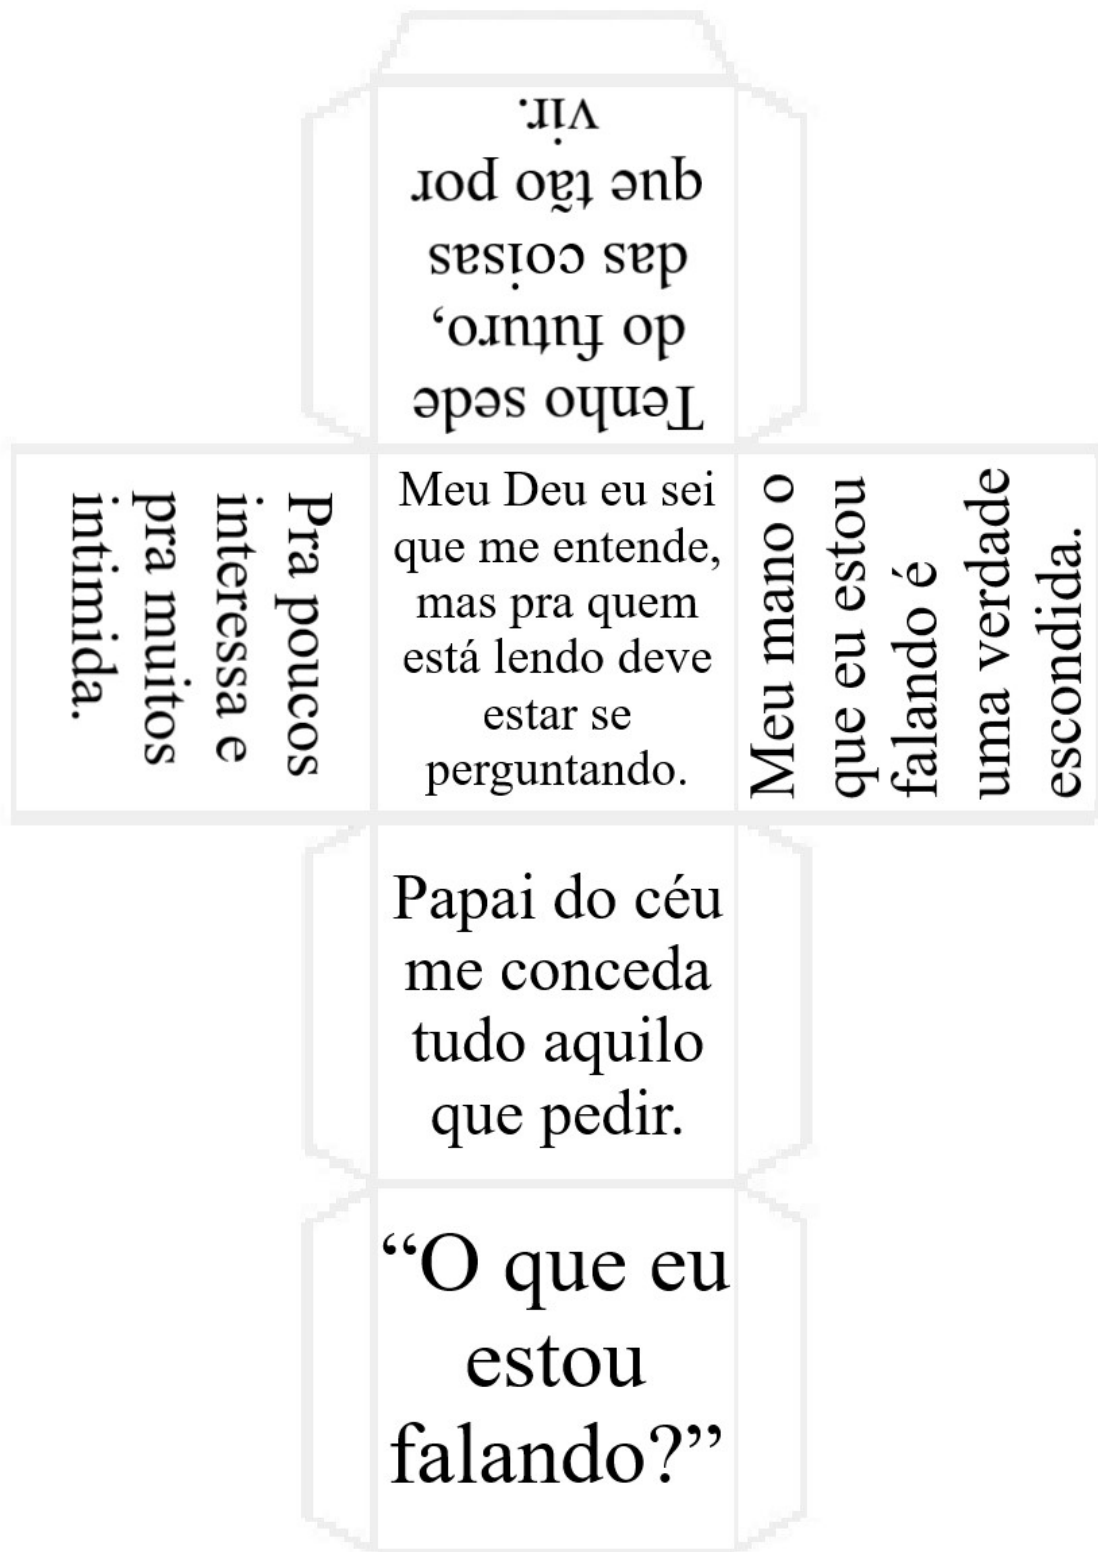 Tenho sede
do futuro,
das coisas
que tão por
vir.
Pra poucos
interessa e
pra muitos
intimida.
Meu Deu eu sei
que me entende,
mas pra quem
está lendo deve
estar se
perguntando.
Meu mano o
que eu estou
falando é
uma verdade
escondida.
Papai do céu
me conceda
tudo aquilo
que pedir.
“O que eu
estou
falando?”